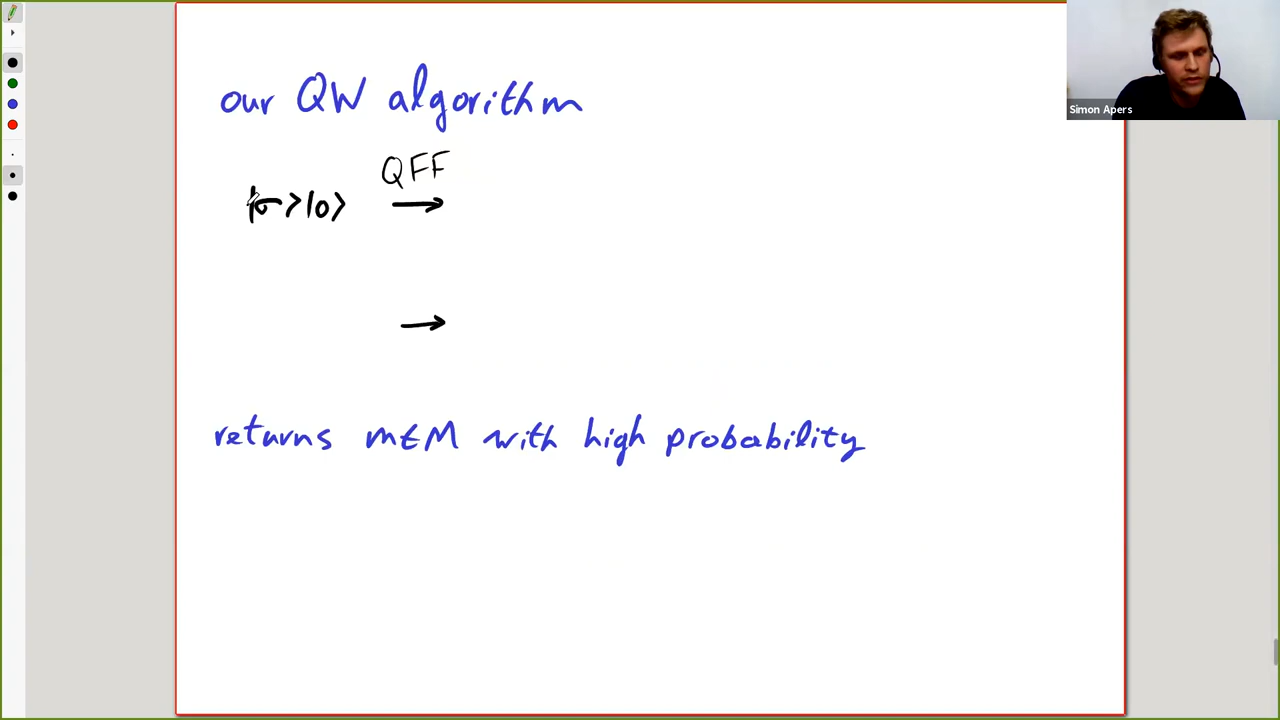 our QW algorithm
QFF
|σ>|0> →
→
returns m∈M with high probability
Simon Apers